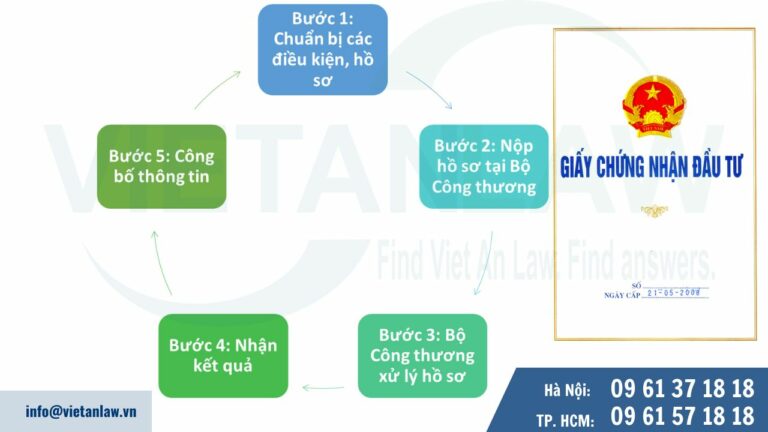 Bước 1:
Chuẩn bị các
điều kiện, hồ
sơ
Bước 2: Nộp
hồ sơ tại Bộ
Công thương
Bước 3: Bộ
Công thương
xử lý hồ sơ
Bước 4: Nhận
kết quả
Bước 5: Công
bố thông tin
VIETANLAW
Find Viet An Law. Find answers.
VIỆT NAM
GIẤY CHỨNG NHẬN ĐẦU TƯ
SỐ
NGÀY CẤP 21-05-2008
info@vietanlaw.vn
Hà Nội: 09 61 37 18 18
TP. HCM: 09 61 57 18 18